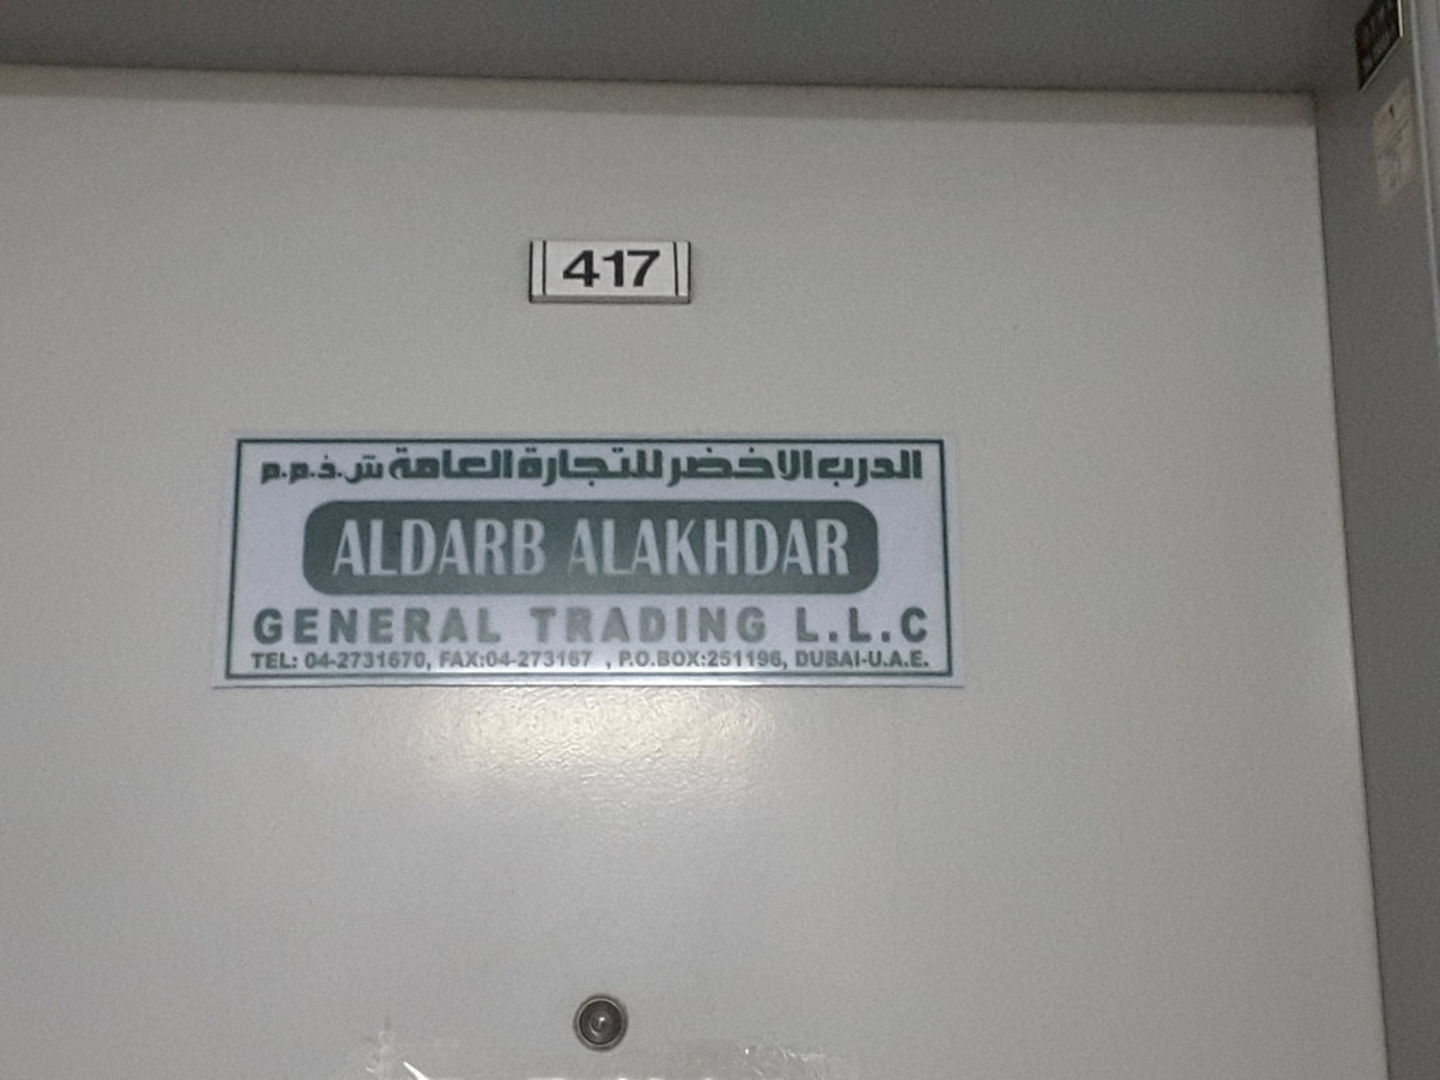 417
الدرب الاخضر للتجارة العامة ش.ذ.م.م
ALDARB ALAKHDAR
GENERAL TRADING L.L.C
TEL: 04-2731670, FAX:04-273167 , P.O.BOX:251196, DUBAI-U.A.E.